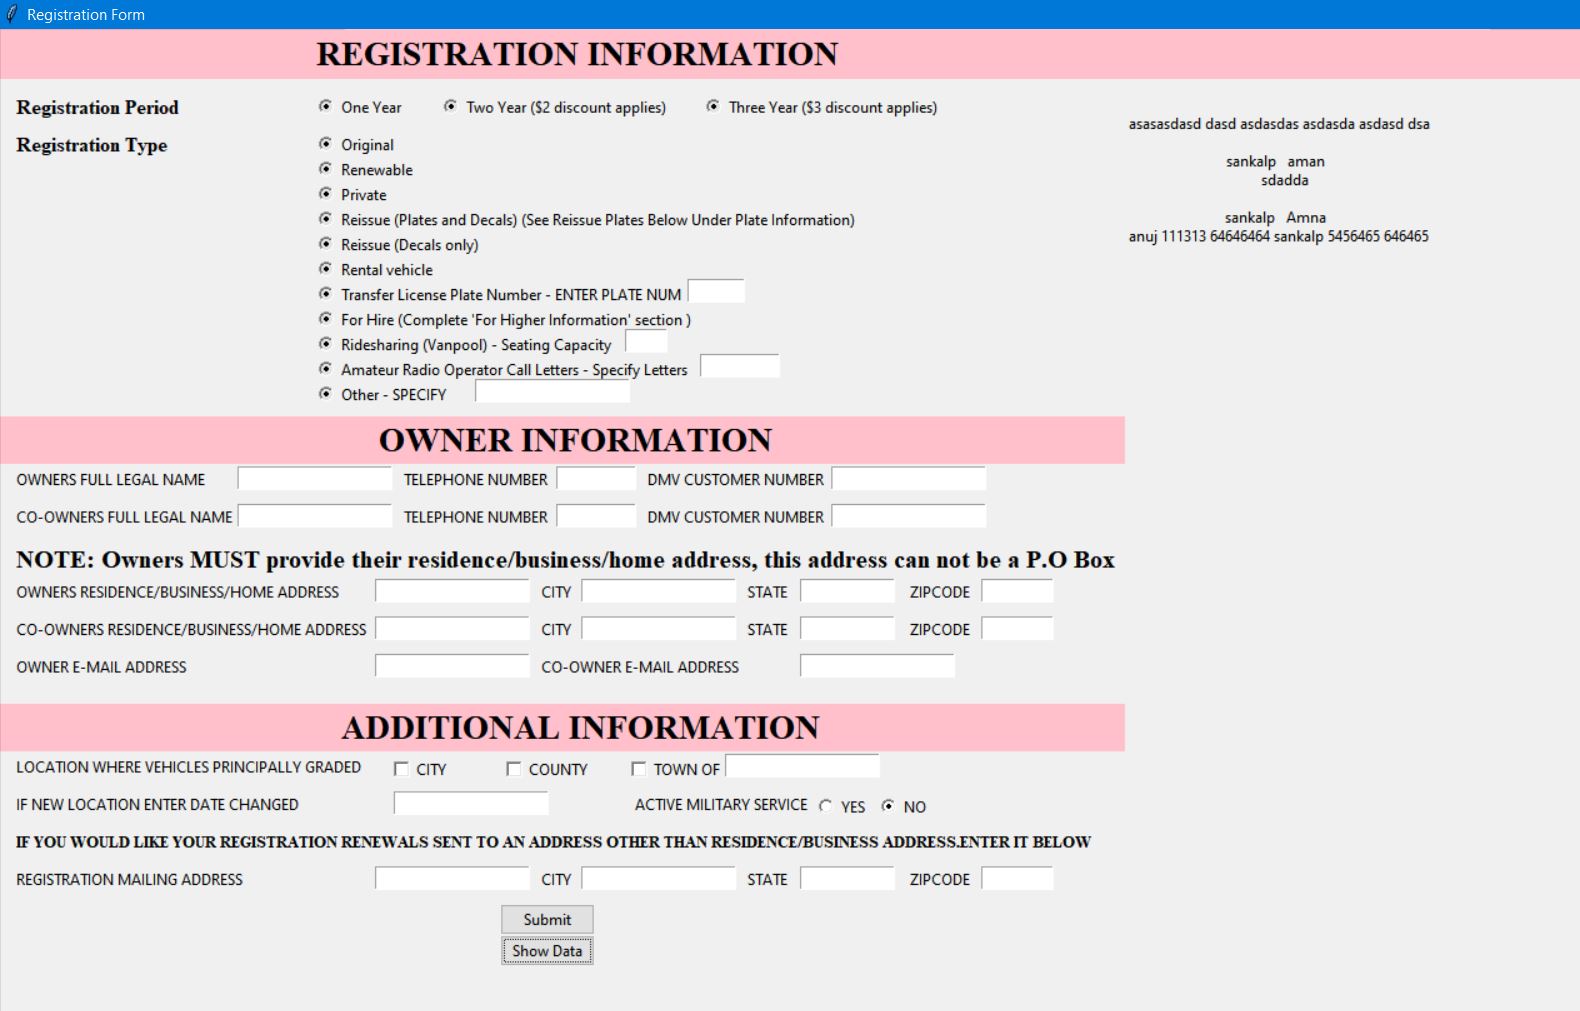 Registration Form
REGISTRATION INFORMATION
Registration Period One Year Two Year ($2 discount applies) Three Year ($3 discount applies)
asasasdasd dasd asdasdas asdasda asdasd dsa
Registration Type Original
sankalp aman
Renewable
sdadda
Private
Reissue (Plates and Decals) (See Reissue Plates Below Under Plate Information)
sankalp Amna
anuj 111313 64646464 sankalp 5456465 646465
Reissue (Decals only)
Rental vehicle
Transfer License Plate Number - ENTER PLATE NUM
For Hire (Complete 'For Higher Information' section )
Ridesharing (Vanpool) - Seating Capacity
Amateur Radio Operator Call Letters - Specify Letters
Other - SPECIFY
OWNER INFORMATION
OWNERS FULL LEGAL NAME TELEPHONE NUMBER DMV CUSTOMER NUMBER
CO-OWNERS FULL LEGAL NAME TELEPHONE NUMBER DMV CUSTOMER NUMBER
NOTE: Owners MUST provide their residence/business/home address, this address can not be a P.O Box
OWNERS RESIDENCE/BUSINESS/HOME ADDRESS CITY STATE ZIPCODE
CO-OWNERS RESIDENCE/BUSINESS/HOME ADDRESS CITY STATE ZIPCODE
OWNER E-MAIL ADDRESS CO-OWNER E-MAIL ADDRESS
ADDITIONAL INFORMATION
LOCATION WHERE VEHICLES PRINCIPALLY GRADED CITY COUNTY TOWN OF
IF NEW LOCATION ENTER DATE CHANGED ACTIVE MILITARY SERVICE YES NO
IF YOU WOULD LIKE YOUR REGISTRATION RENEWALS SENT TO AN ADDRESS OTHER THAN RESIDENCE/BUSINESS ADDRESS.ENTER IT BELOW
REGISTRATION MAILING ADDRESS CITY STATE ZIPCODE
Submit
Show Data